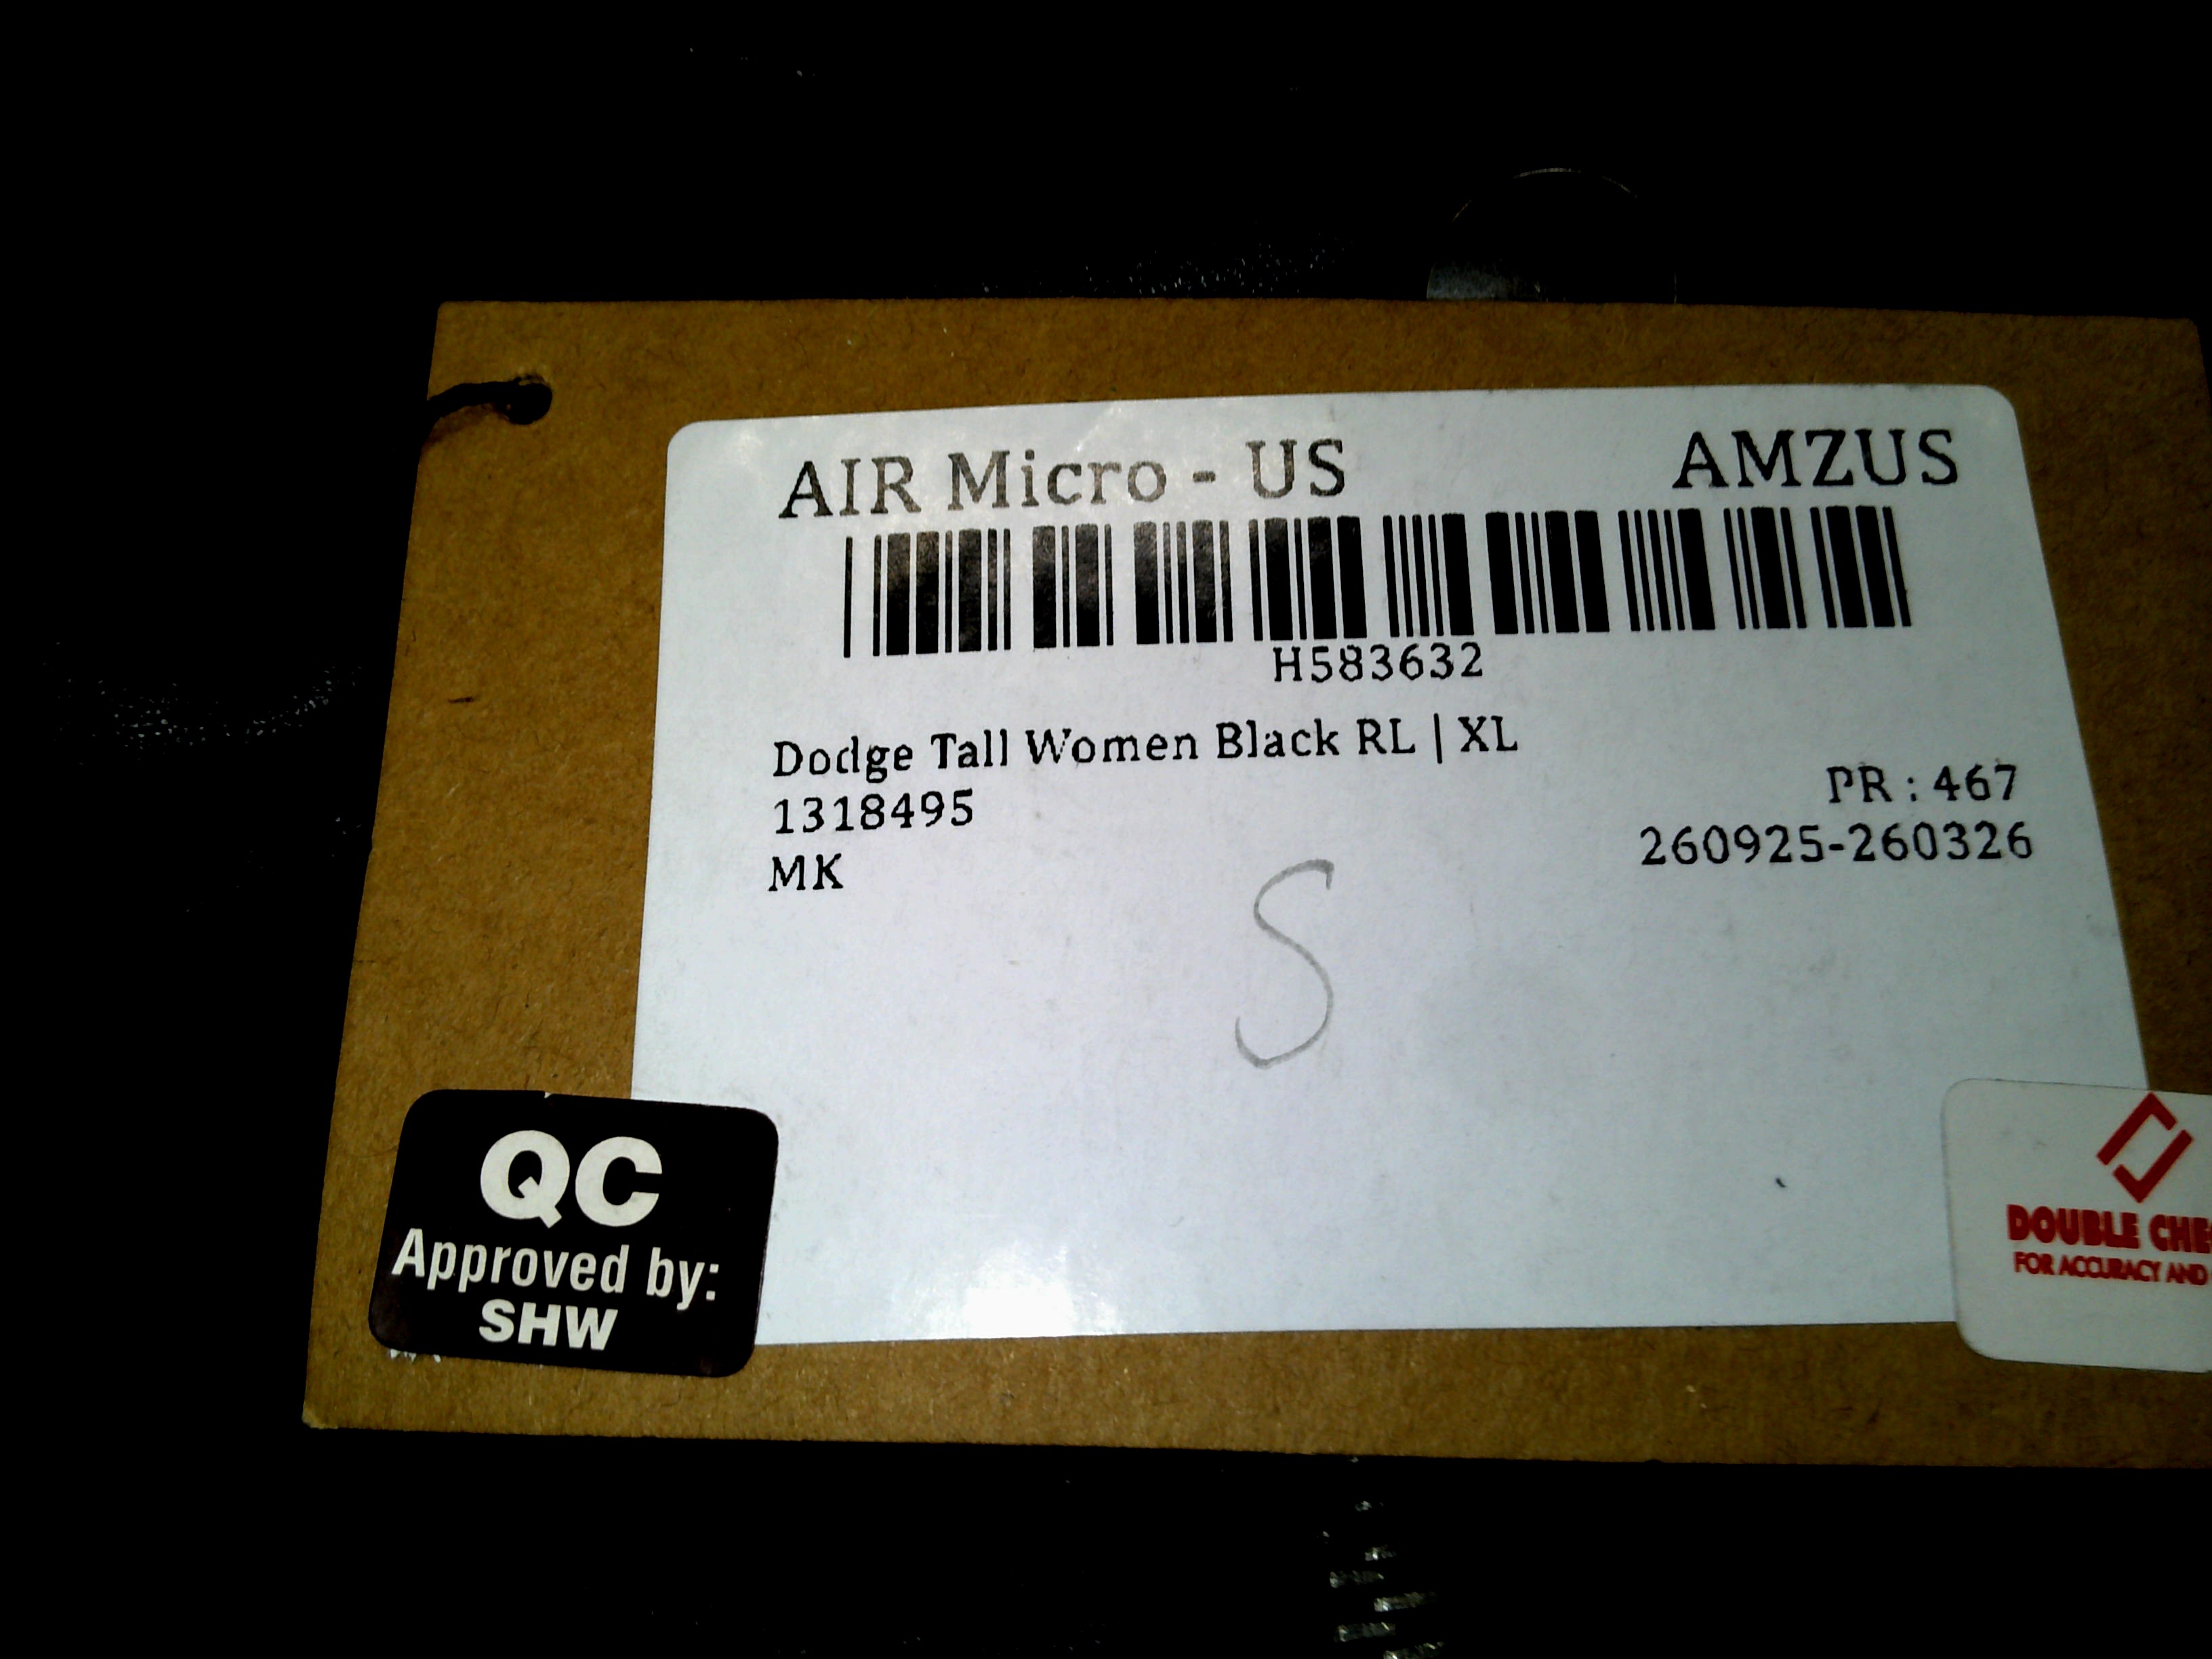 AIR Micro - US AMZUS
H583632
Dodge Tall Women Black RL | XL
1318495
PR : 467
MK
260925-260326
S
QC
Approved by:
SHW
DOUBLE
FOR ACCURACY AND